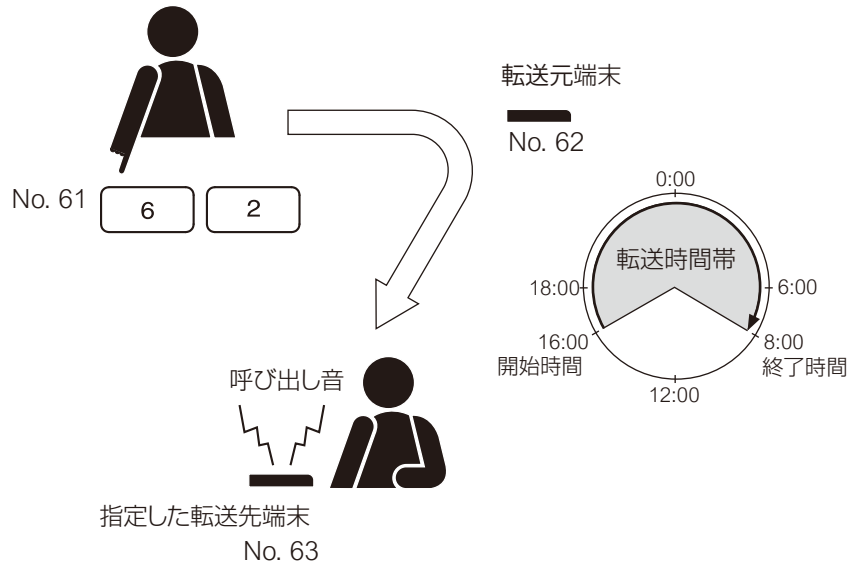 転送元端末
No. 62
No. 61
6
2
0:00
転送時間帯
18:00
6:00
16:00
開始時間
8:00
終了時間
12:00
呼び出し音
指定した転送先端末
No. 63